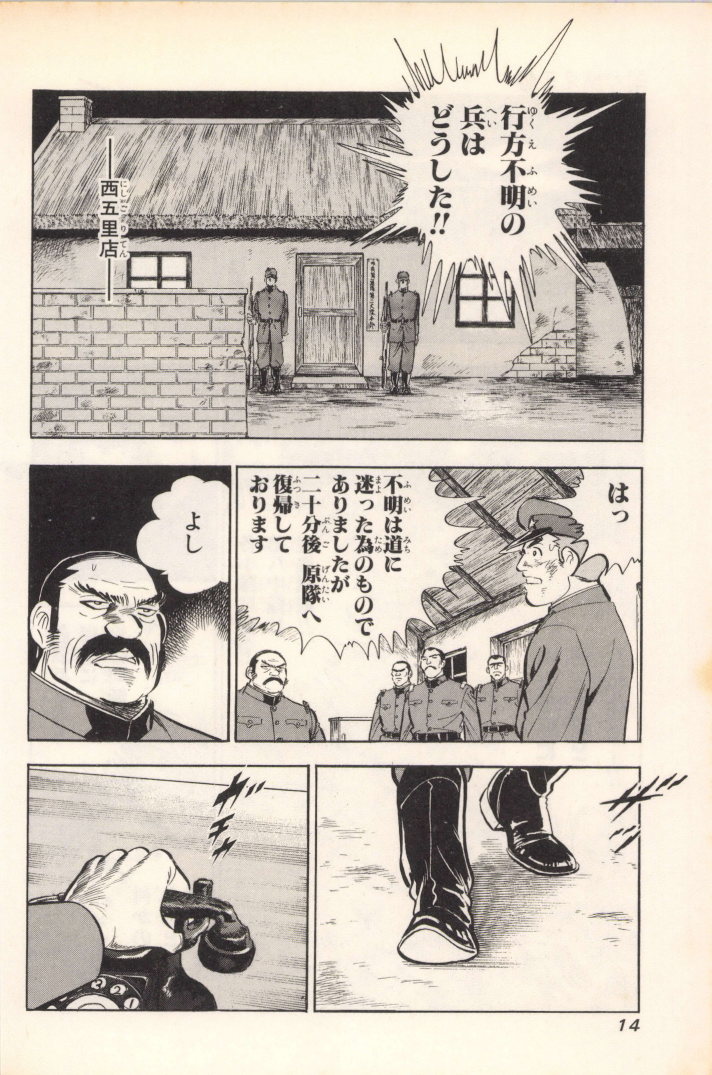 行方不明の
兵は
どうした!!
西五里店
はっ
不明は道に
迷った為のもので
ありましたが
二十分後 原隊へ
復帰して
おります
よし
14